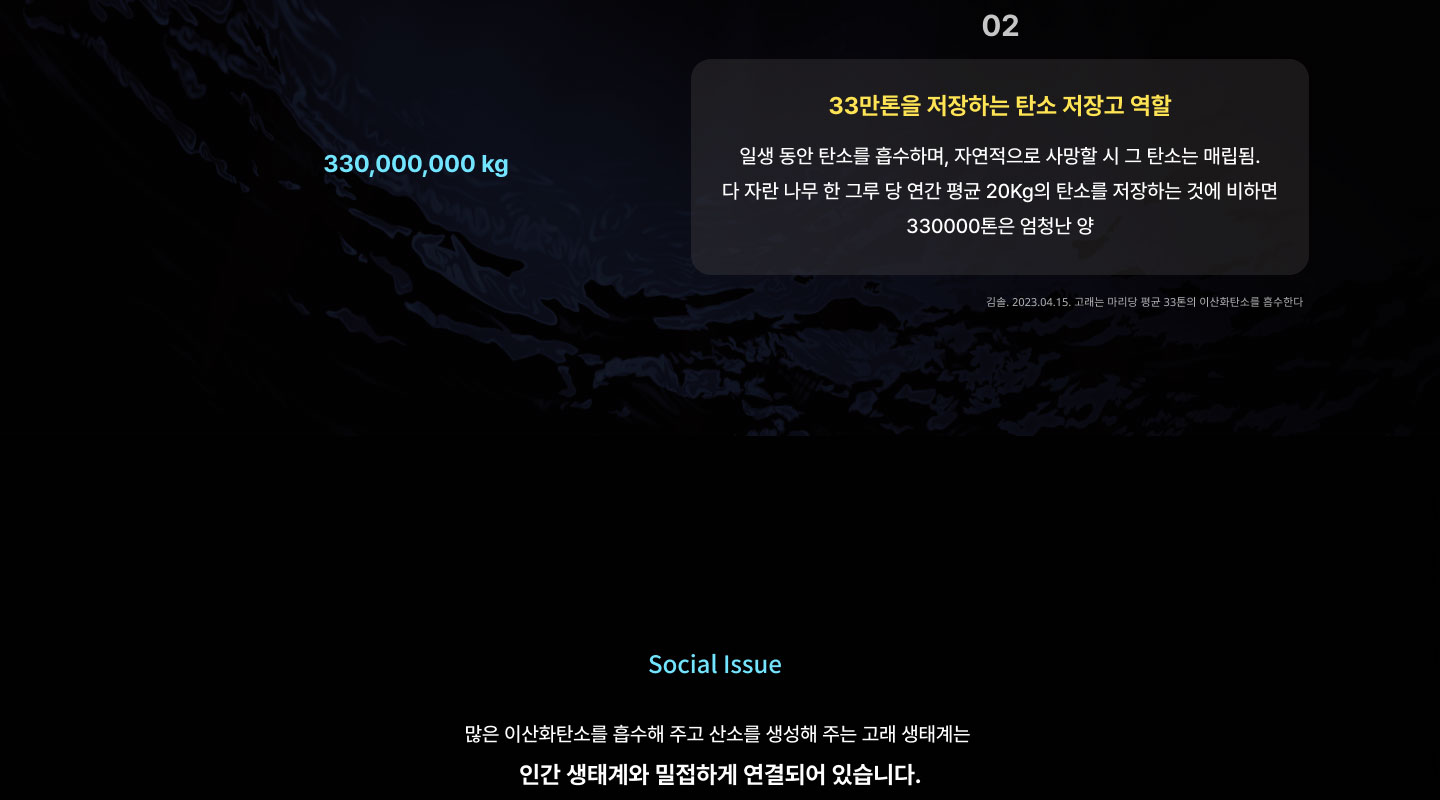 02
33만톤을 저장하는 탄소 저장고 역할
330,000,000 kg
일생 동안 탄소를 흡수하며, 자연적으로 사망할 시 그 탄소는 매립됨.
다 자란 나무 한 그루 당 연간 평균 20Kg의 탄소를 저장하는 것에 비하면
330000톤은 엄청난 양
김솔. 2023.04.15. 고래는 마리당 평균 33톤의 이산화탄소를 흡수한다
Social Issue
많은 이산화탄소를 흡수해 주고 산소를 생성해 주는 고래 생태계는
인간 생태계와 밀접하게 연결되어 있습니다.